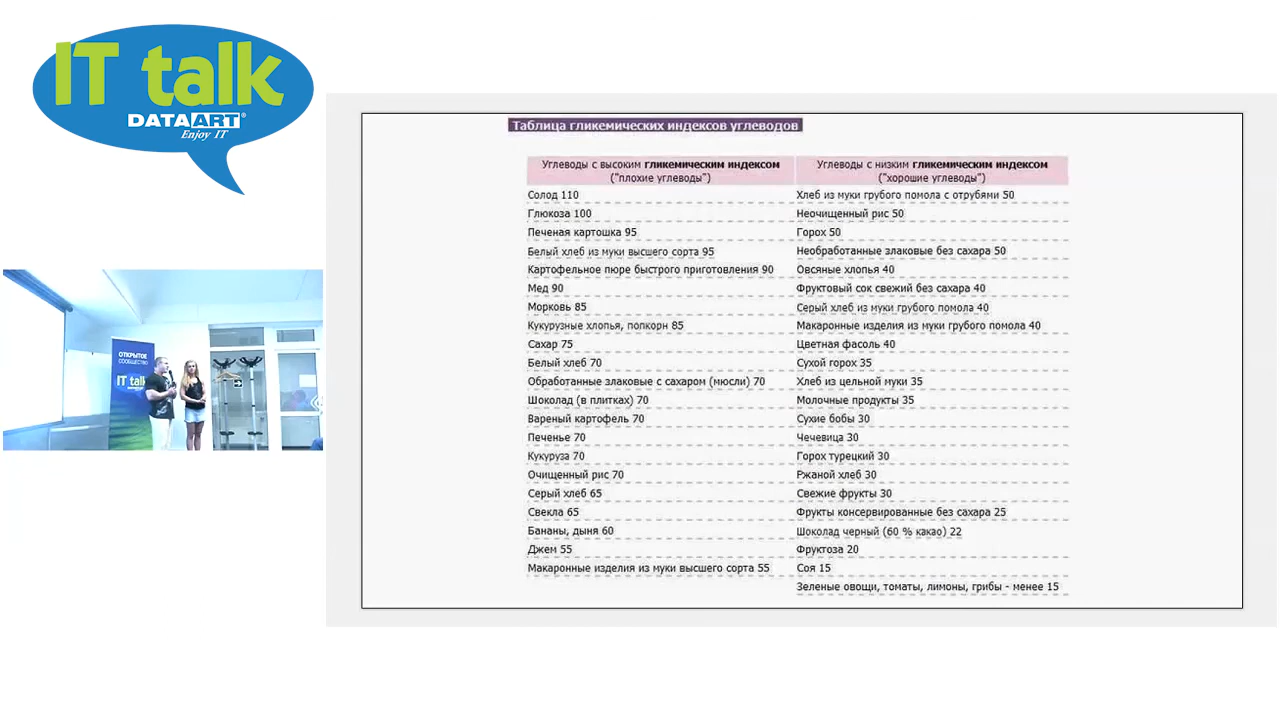 IT talk
DATAART®
Enjoy IT
ОТКРЫТОЕ
СООБЩЕСТВО
IT talk
Таблица гликемических индексов углеводов
Углеводы с высоким гликемическим индексом
("плохие углеводы")
Солод 110
Глюкоза 100
Печеная картошка 95
Белый хлеб из муки высшего сорта 95
Картофельное пюре быстрого приготовления 90
Мед 90
Морковь 85
Кукурузные хлопья, попкорн 85
Сахар 75
Белый хлеб 70
Обработанные злаковые с сахаром (мюсли) 70
Шоколад (в плитках) 70
Вареный картофель 70
Печенье 70
Кукуруза 70
Очищенный рис 70
Серый хлеб 65
Свекла 65
Бананы, дыня 60
Джем 55
Макаронные изделия из муки высшего сорта 55
Углеводы с низким гликемическим индексом
("хорошие углеводы")
Хлеб из муки грубого помола с отрубями 50
Неочищенный рис 50
Горох 50
Необработанные злаковые без сахара 50
Овсяные хлопья 40
Фруктовый сок свежий без сахара 40
Серый хлеб из муки грубого помола 40
Макаронные изделия из муки грубого помола 40
Цветная фасоль 40
Сухой горох 35
Хлеб из цельной муки 35
Молочные продукты 35
Сухие бобы 30
Чечевица 30
Горох турецкий 30
Ржаной хлеб 30
Свежие фрукты 30
Фрукты консервированные без сахара 25
Шоколад черный (60 % какао) 22
Фруктоза 20
Соя 15
Зеленые овощи, томаты, лимоны, грибы - менее 15